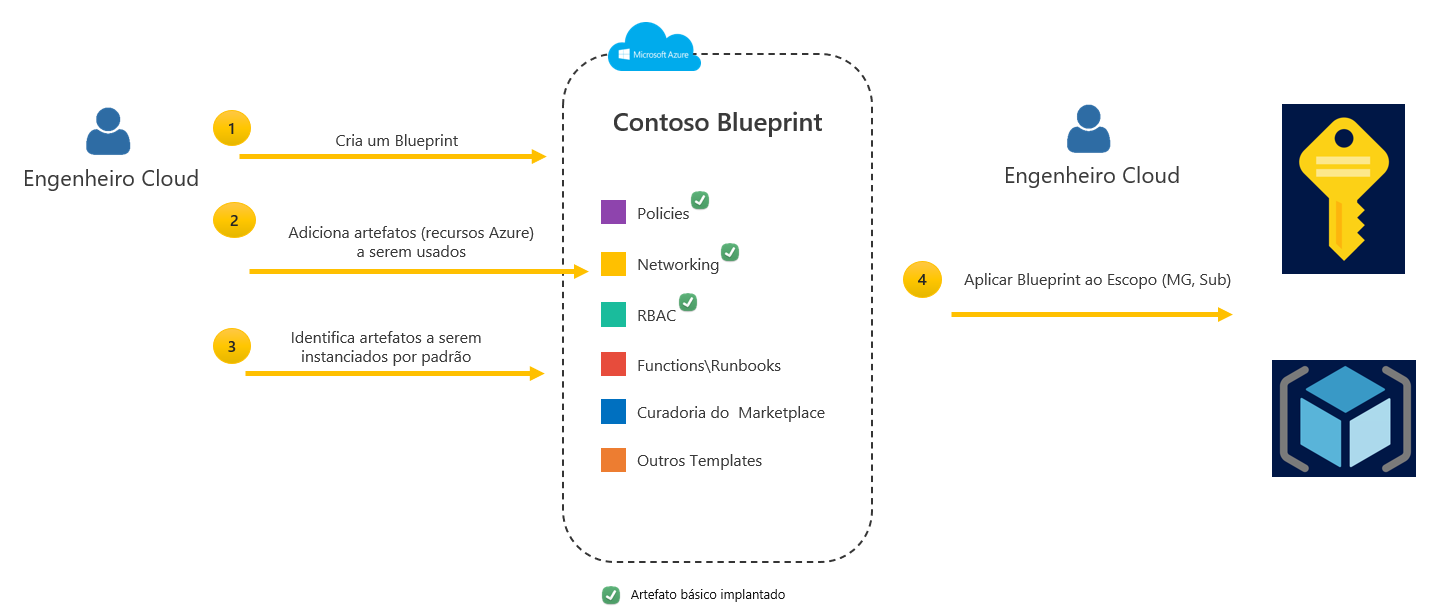 Microsoft Azure
Contoso Blueprint
Engenheiro Cloud
1
Cria um Blueprint
2
Adiciona artefatos (recursos Azure)
a serem usados
3
Identifica artefatos a serem
instanciados por padrão
Policies
Networking
RBAC
Functions\Runbooks
Curadoria do Marketplace
Outros Templates
Engenheiro Cloud
4
Aplicar Blueprint ao Escopo (MG, Sub)
Artefato básico implantado